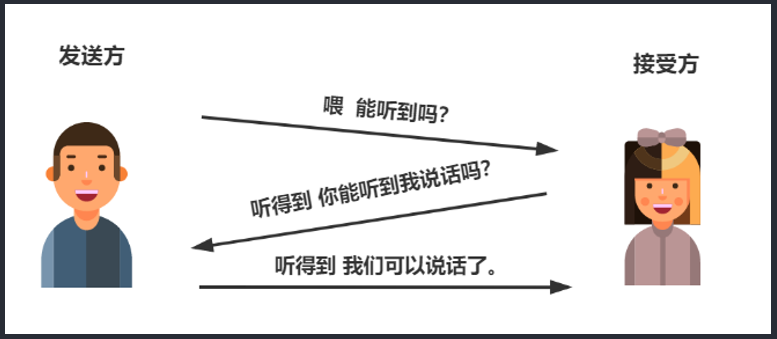 发送方
接受方
喂 能听到吗?
听得到 你能听到我说话吗?
听得到 我们可以说话了。